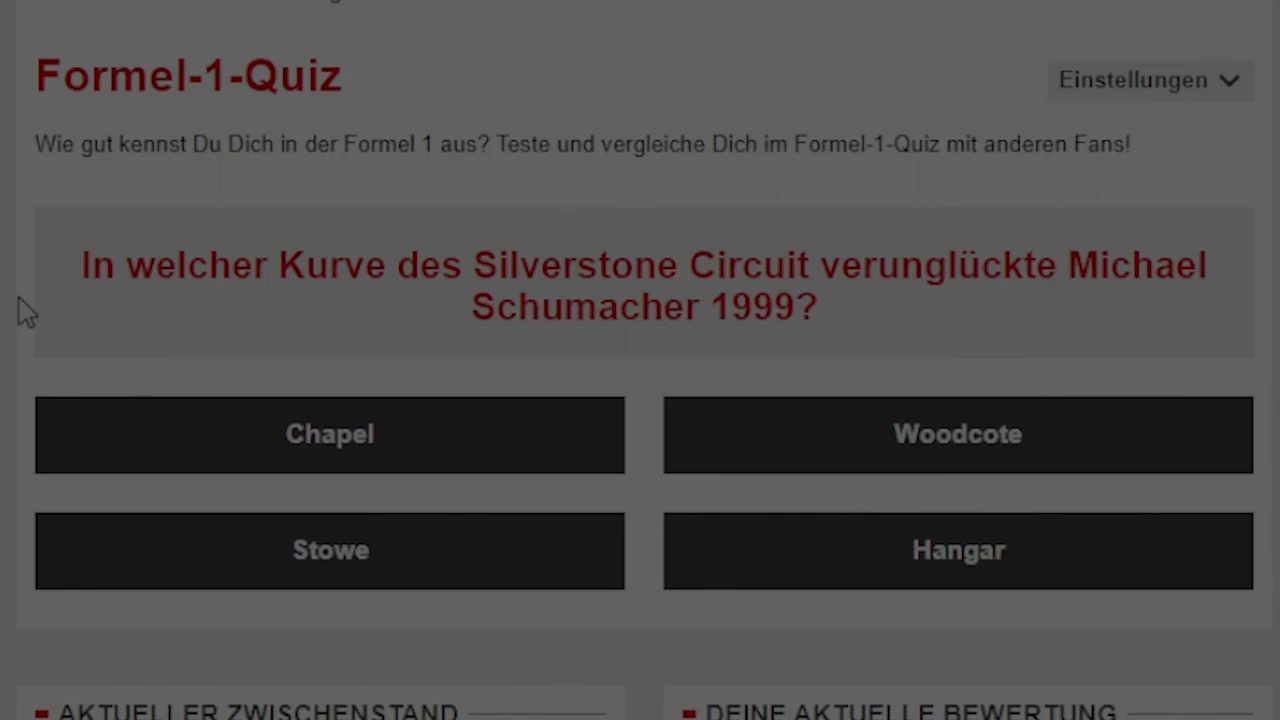 Formel-1-Quiz
Einstellungen
Wie gut kennst Du Dich in der Formel 1 aus? Teste und vergleiche Dich im Formel-1-Quiz mit anderen Fans!
In welcher Kurve des Silverstone Circuit verunglückte Michael
Schumacher 1999?
Chapel
Woodcote
Stowe
Hangar
AKTUELLER ZWISCHENSTAND
DEINE AKTUELLE BEWERTUNG